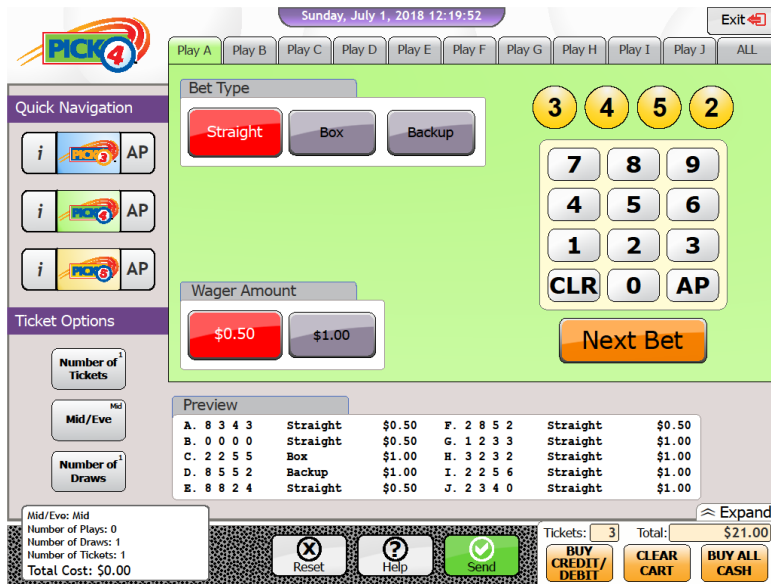 Sunday, July 1, 2018 12:19:52
Exit
PICK 4
Play A Play B Play C Play D Play E Play F Play G Play H Play I Play J ALL
Quick Navigation
i PICK 3 AP
i PICK 4 AP
i PICK 5 AP
Ticket Options
Number of Tickets 1
Mid/Eve Mid
Number of Draws 1
Bet Type
Straight Box Backup
3 4 5 2
7 8 9
4 5 6
1 2 3
CLR 0 AP
Wager Amount
$0.50 $1.00
Next Bet
Preview
A. 8 3 4 3 Straight $0.50 F. 2 8 5 2 Straight $0.50
B. 0 0 0 0 Straight $0.50 G. 1 2 3 3 Straight $1.00
C. 2 2 5 5 Box $1.00 H. 3 2 3 2 Straight $1.00
D. 8 5 5 2 Backup $1.00 I. 2 2 5 6 Straight $1.00
E. 8 8 2 4 Straight $0.50 J. 2 3 4 0 Straight $1.00
Expand
Mid/Evo: Mid
Number of Plays: 0
Number of Draws: 1
Number of Tickets: 1
Total Cost: $0.00
Reset Help Send
Tickets: 3 Total: $21.00
BUY CREDIT/ DEBIT
CLEAR CART
BUY ALL CASH